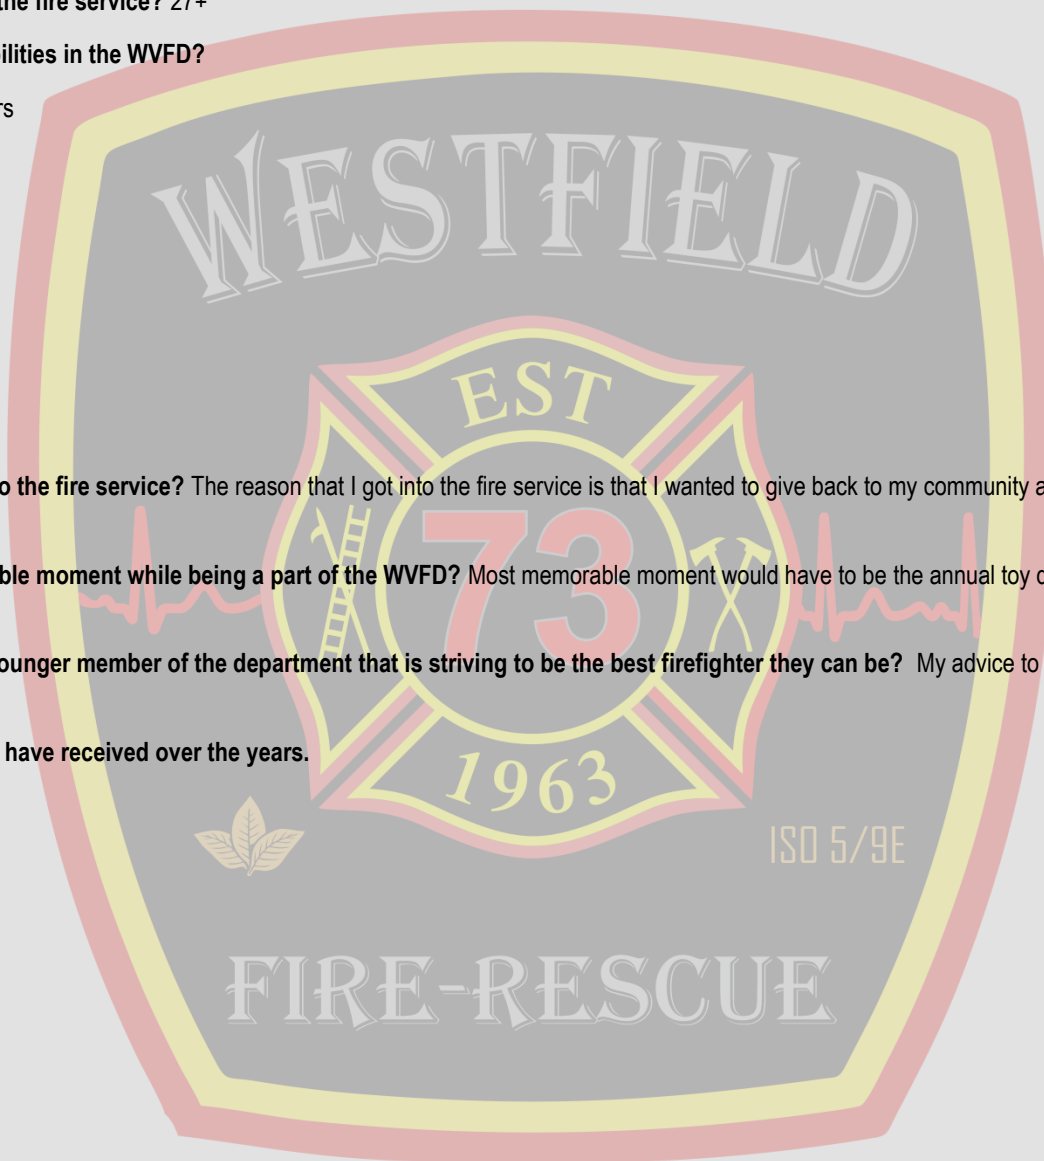 the fire service? 27+
ilities in the WVFD?
rs
WESTFIELD
EST
o the fire service? The reason that I got into the fire service is that I wanted to give back to my community a
73
ble moment while being a part of the WVFD? Most memorable moment would have to be the annual toy d
ounger member of the department that is striving to be the best firefighter they can be? My advice to
have received over the years.
1963
ISO 5/9E
FIRE-RESCUE